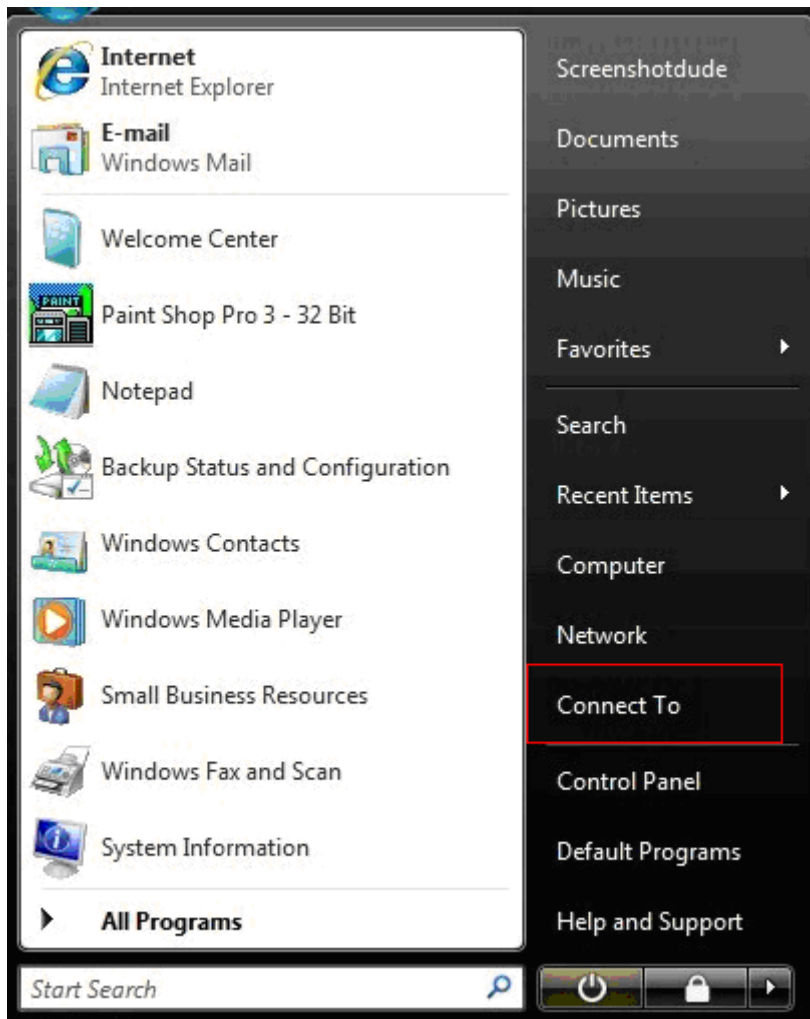 Internet
Internet Explorer
E-mail
Windows Mail
Welcome Center
PAINT
Paint Shop Pro 3 - 32 Bit
Notepad
Backup Status and Configuration
Windows Contacts
Windows Media Player
Small Business Resources
Windows Fax and Scan
System Information
All Programs
Start Search
Screenshotdude
Documents
Pictures
Music
Favorites
Search
Recent Items
Computer
Network
Connect To
Control Panel
Default Programs
Help and Support